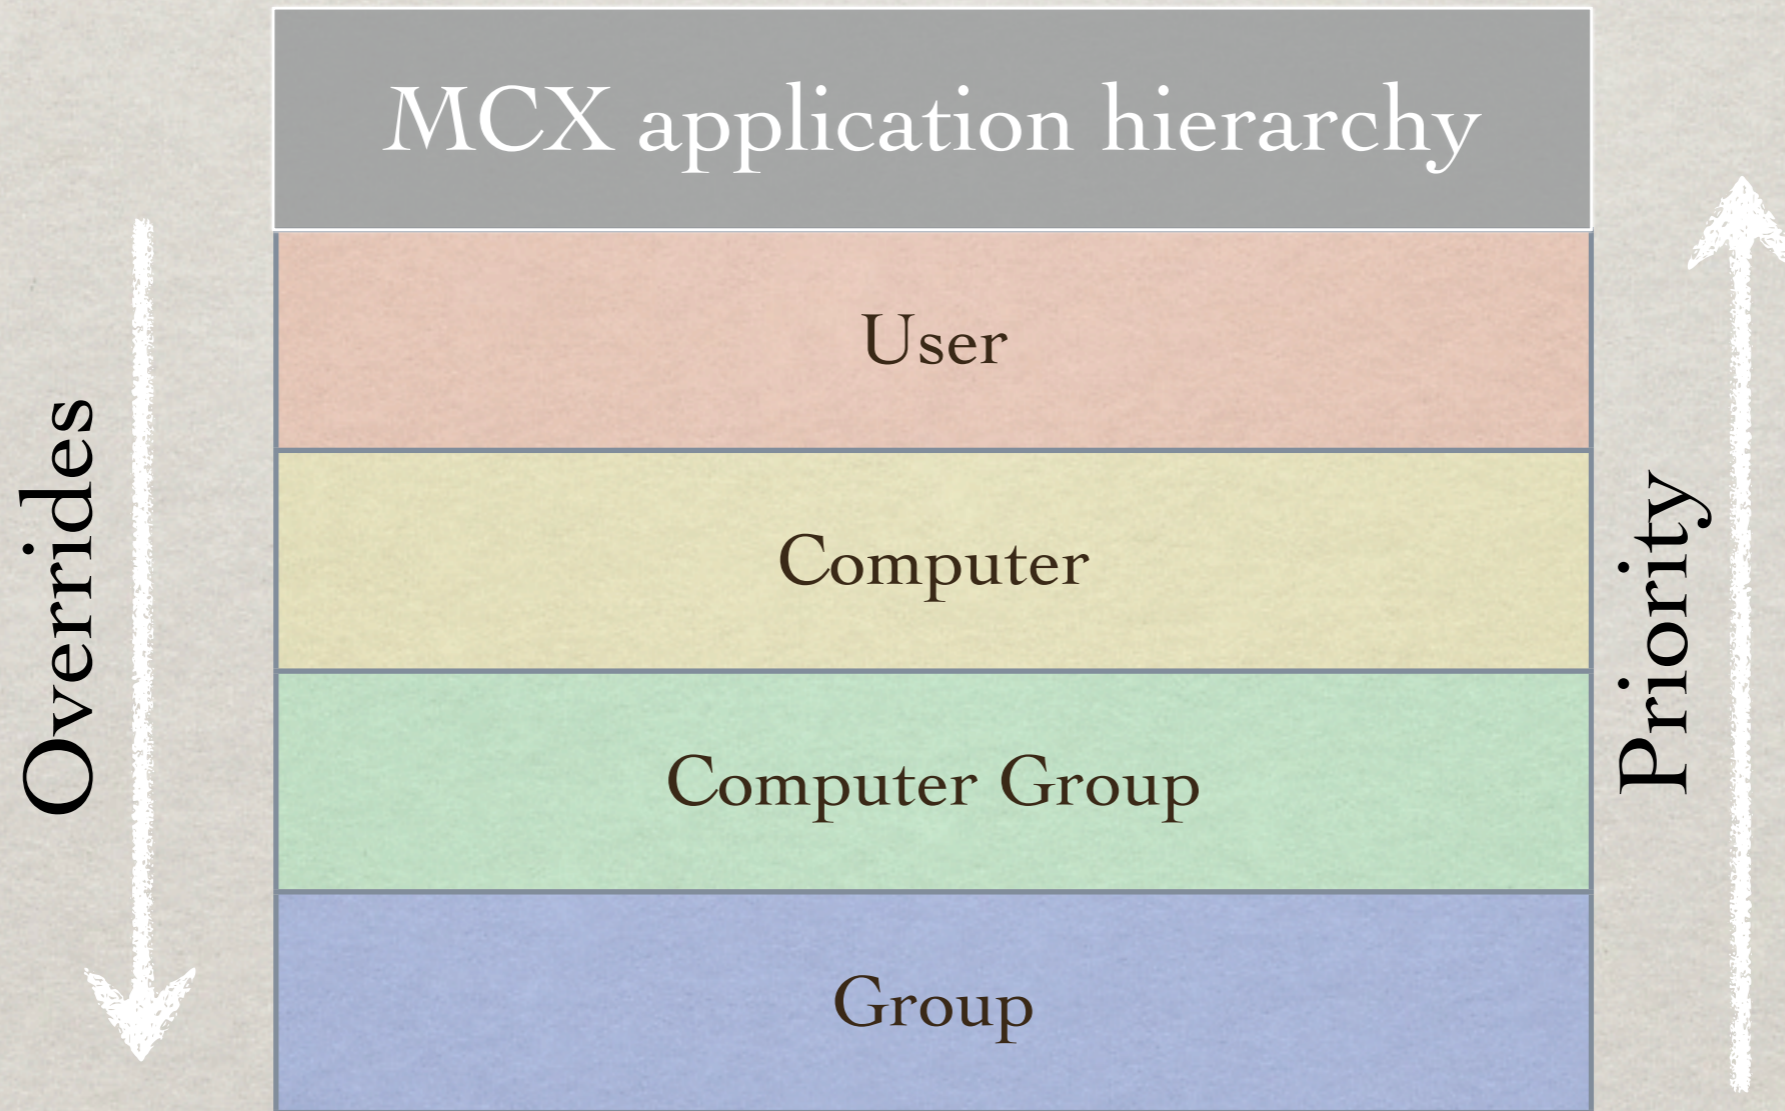 MCX application hierarchy
Overrides
User
Computer
Computer Group
Group
Priority